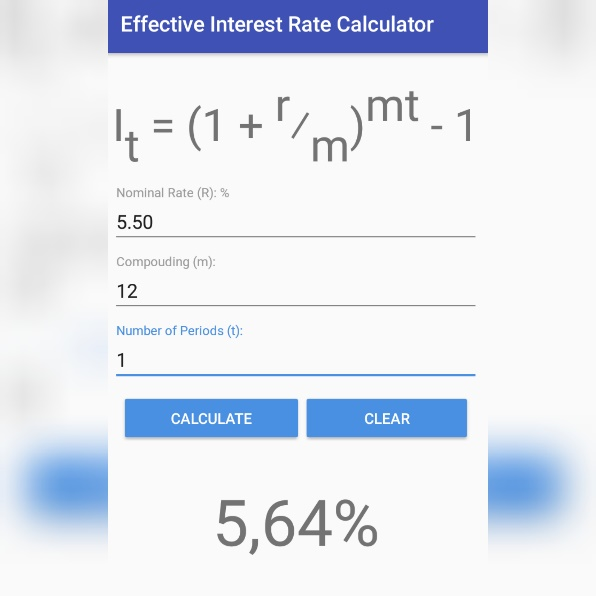 Effective Interest Rate Calculator
I_t = (1 + r/m)^mt - 1
Nominal Rate (R): %
5.50
Compouding (m):
12
Number of Periods (t):
1
CALCULATE CLEAR
5,64%